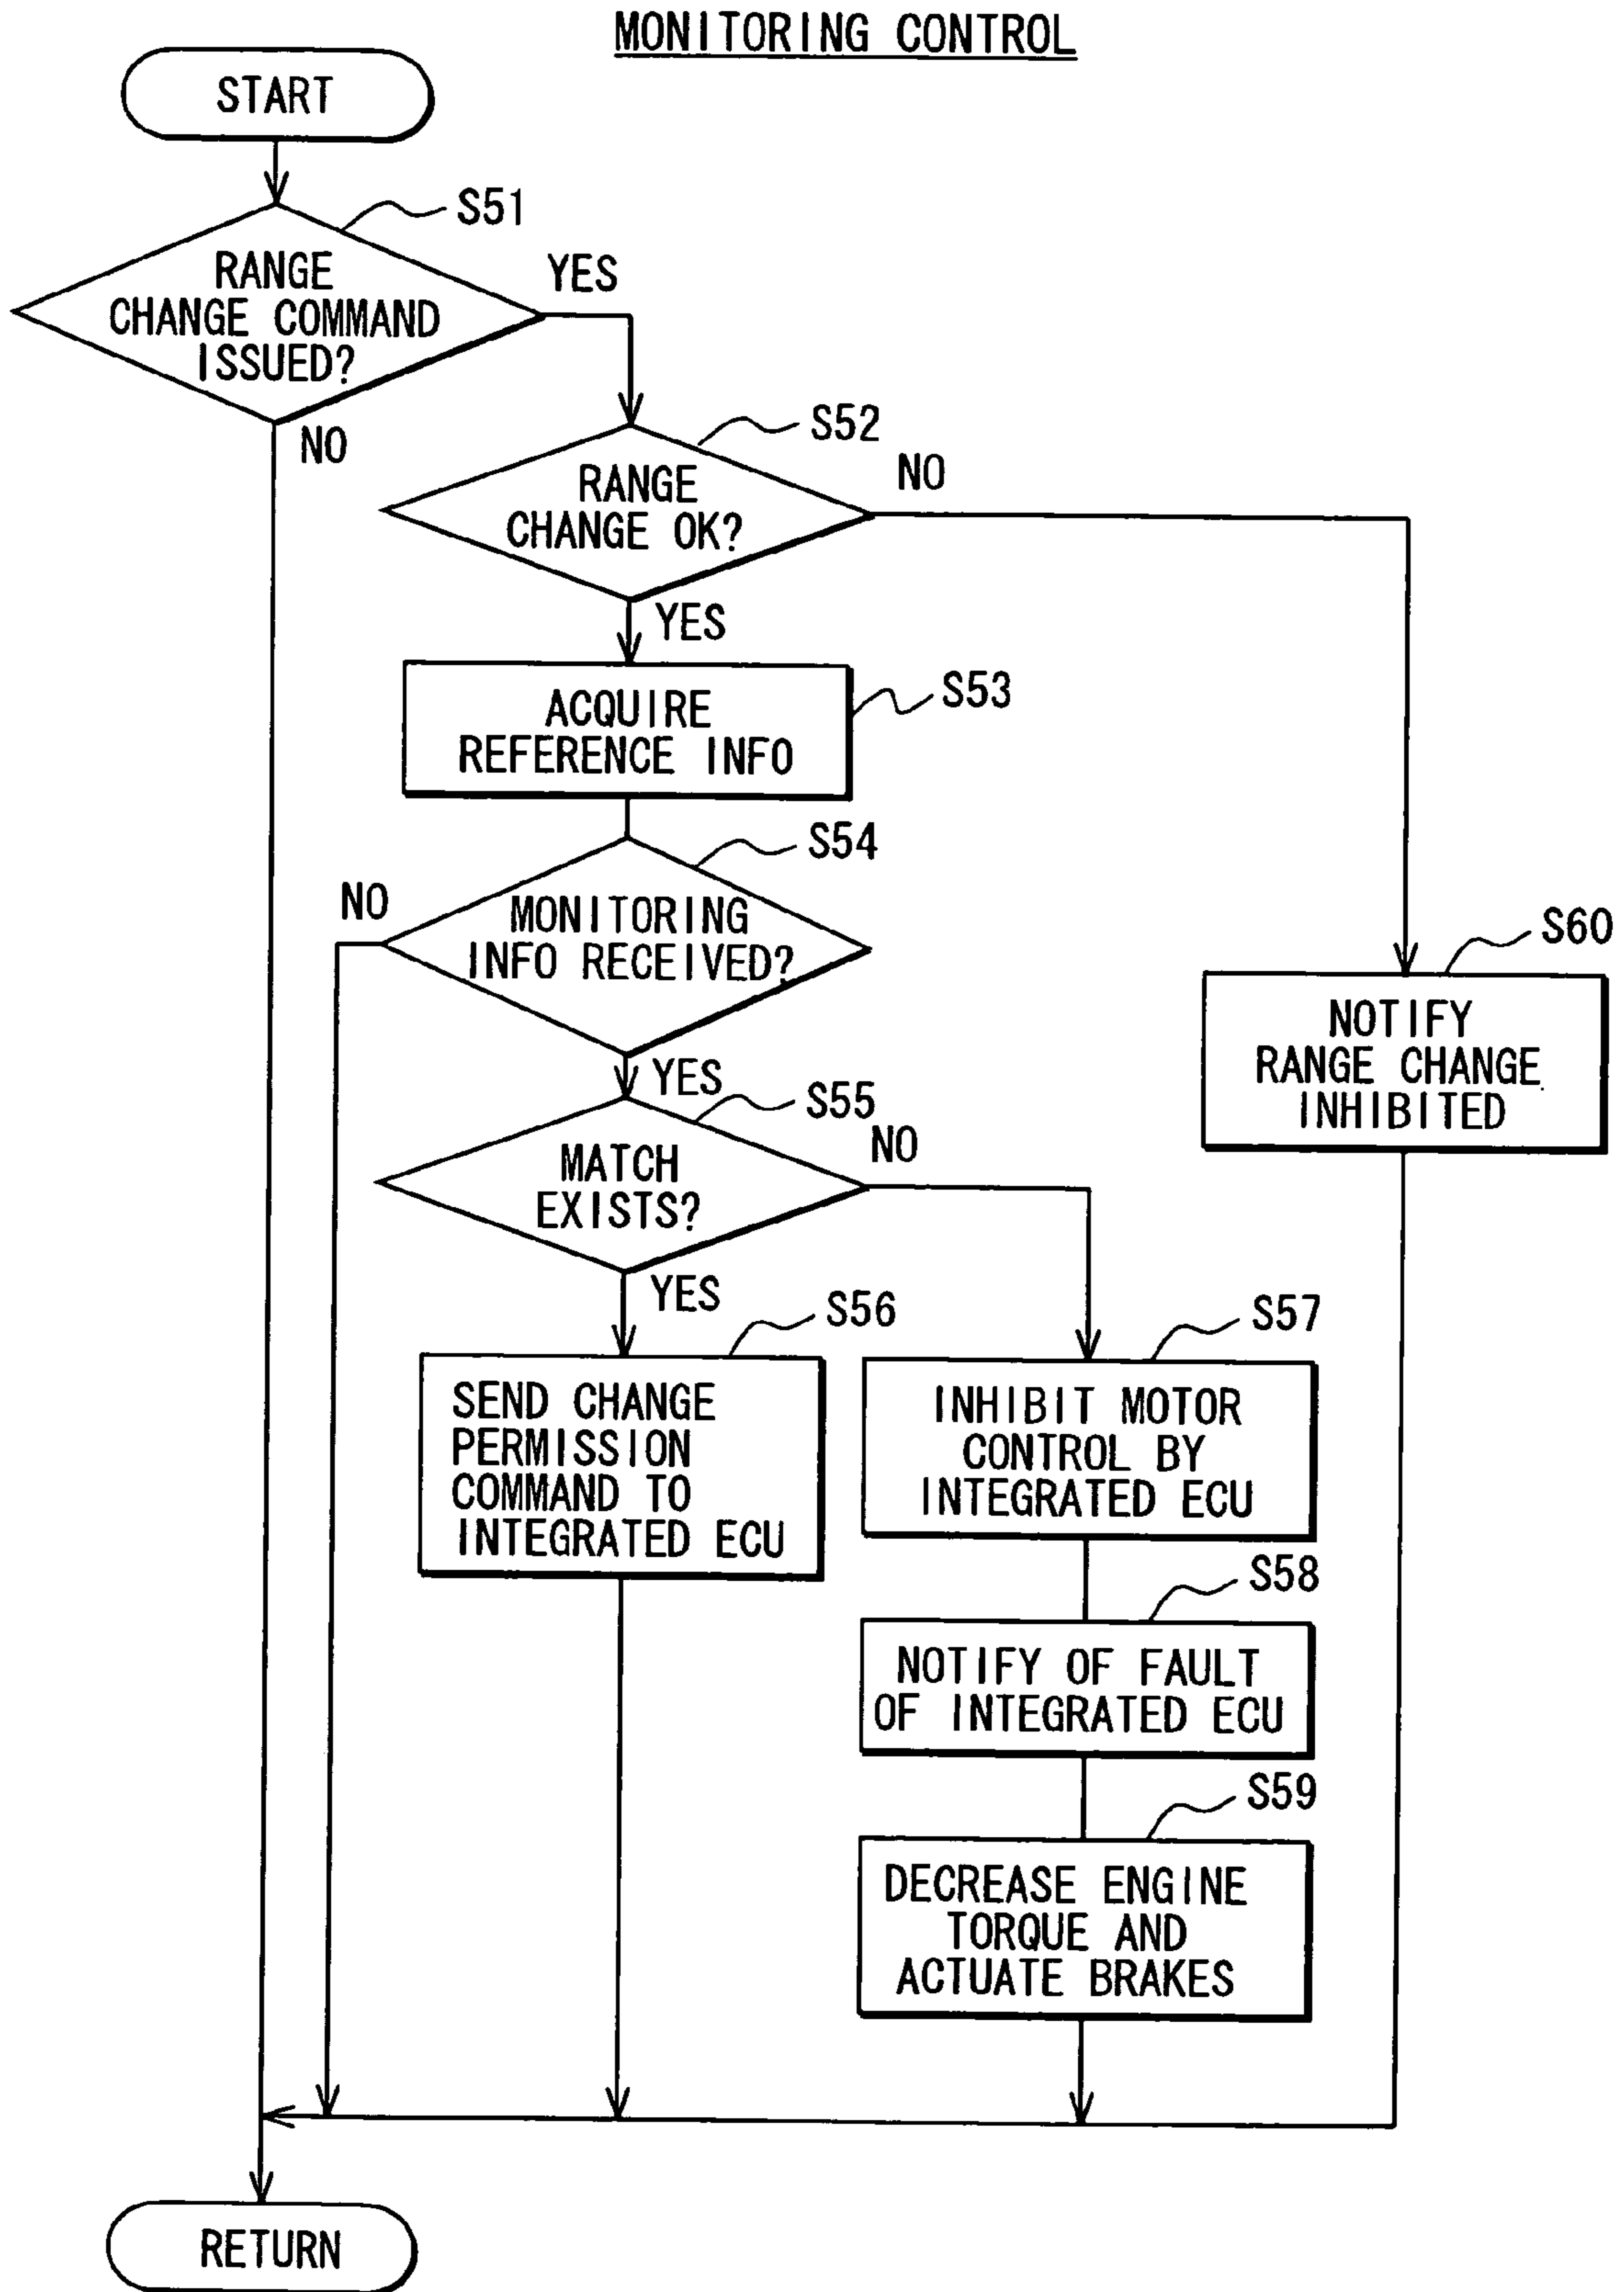 MONITORING CONTROL
START
S51
RANGE
CHANGE COMMAND
ISSUED?
YES
NO
S52
RANGE
CHANGE OK?
NO
YES
ACQUIRE
REFERENCE INFO
S53
S54
NO
MONITORING
INFO RECEIVED?
YES
S60
NOTIFY
RANGE CHANGE
INHIBITED
S55
MATCH
EXISTS?
NO
YES
S56
SEND CHANGE
PERMISSION
COMMAND TO
INTEGRATED ECU
S57
INHIBIT MOTOR
CONTROL BY
INTEGRATED ECU
S58
NOTIFY OF FAULT
OF INTEGRATED ECU
S59
DECREASE ENGINE
TORQUE AND
ACTUATE BRAKES
RETURN